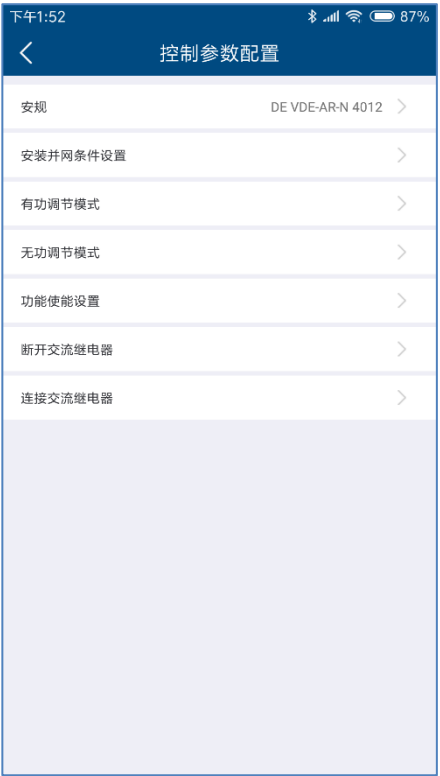 下午1:52 87%
控制参数配置
安规 DE VDE-AR-N 4012
安装并网条件设置
有功调节模式
无功调节模式
功能使能设置
断开交流继电器
连接交流继电器